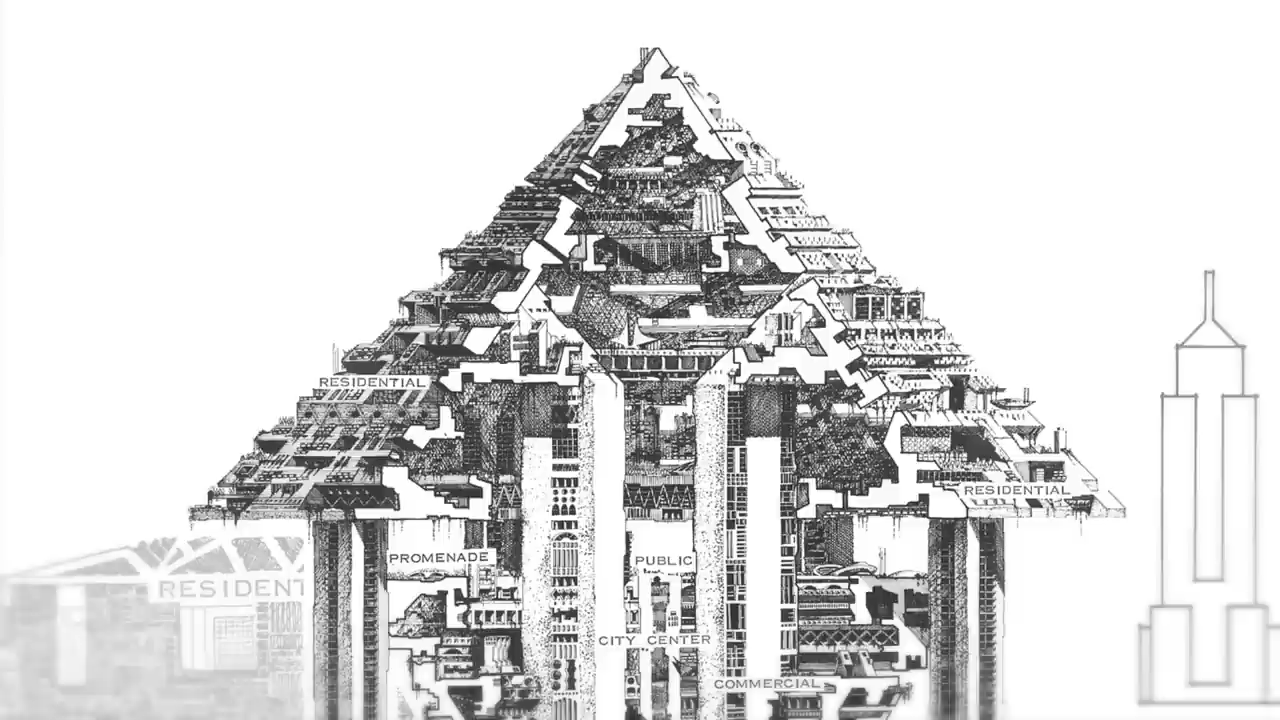 RESIDENTIAL
RESIDENTIAL
PROMENADE
PUBLIC
RESIDENT
CITY CENTER
COMMERCIAL